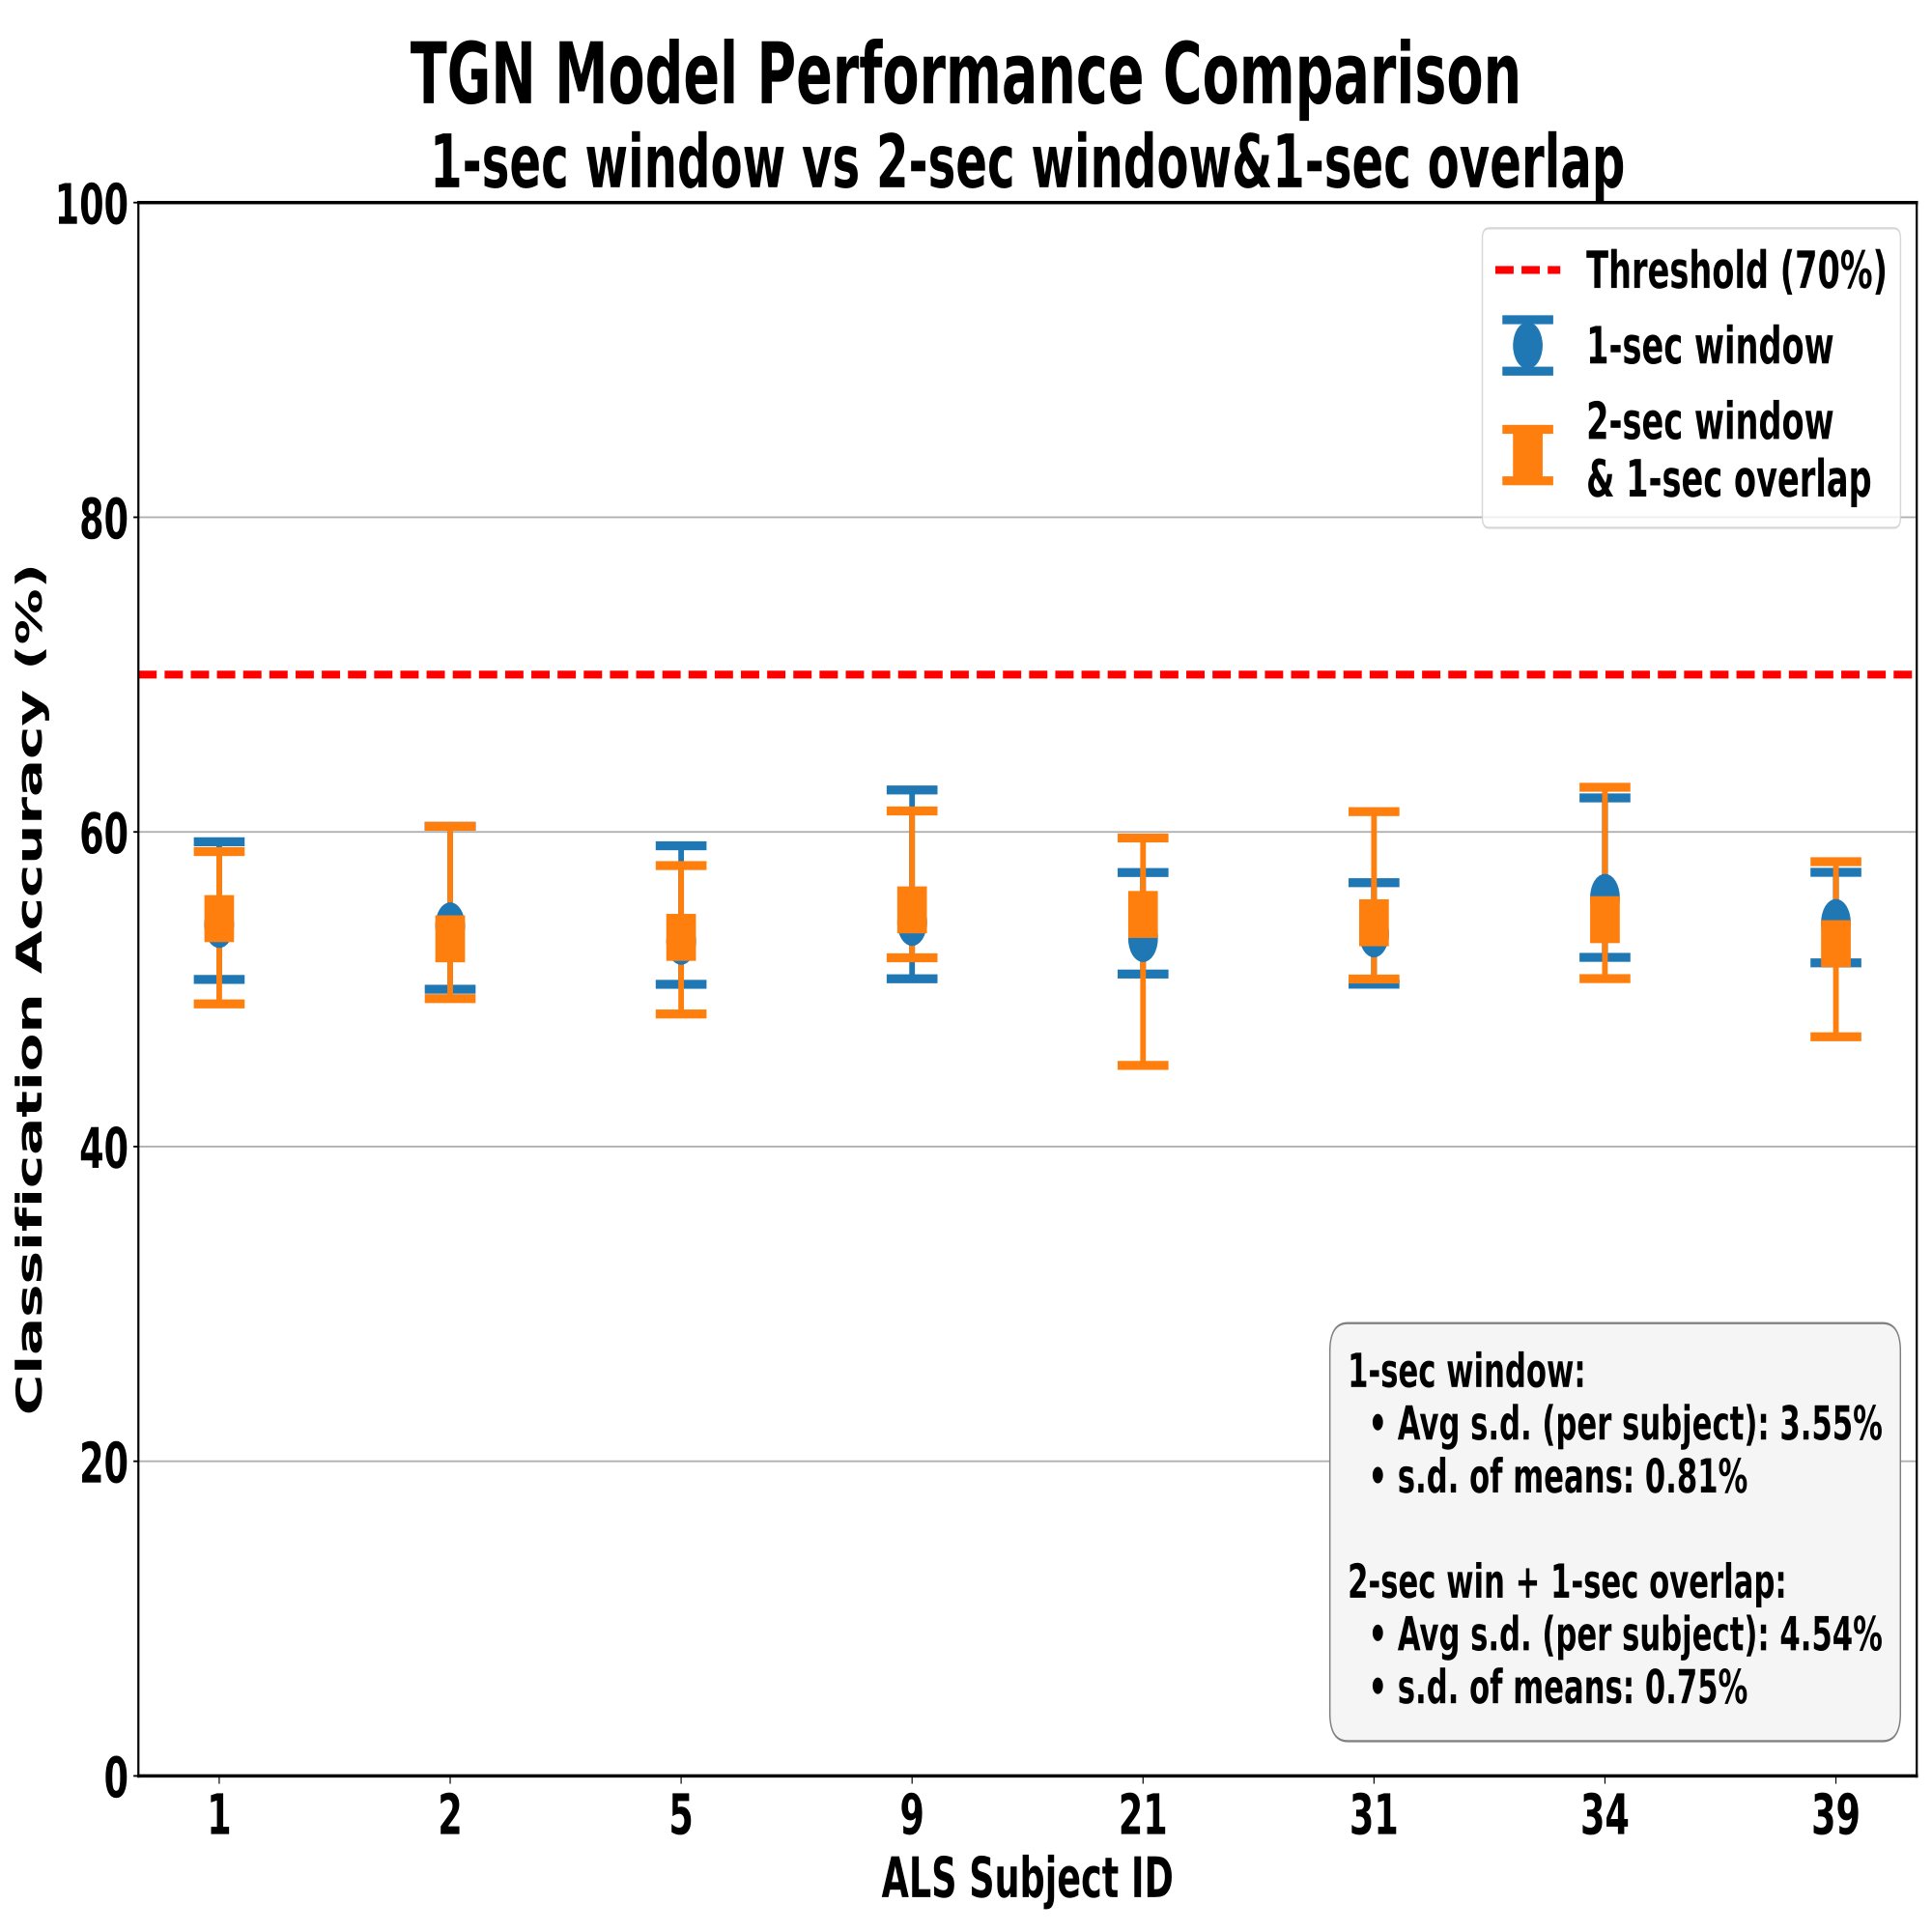 TGN Model Performance Comparison
1-sec window vs 2-sec window&1-sec overlap
Classification Accuracy (%)
100
80
60
40
20
0
Threshold (70%)
1-sec window
2-sec window
& 1-sec overlap
1-sec window:
• Avg s.d. (per subject): 3.55%
• s.d. of means: 0.81%
2-sec win + 1-sec overlap:
• Avg s.d. (per subject): 4.54%
• s.d. of means: 0.75%
1 2 5 9 21 31 34 39
ALS Subject ID